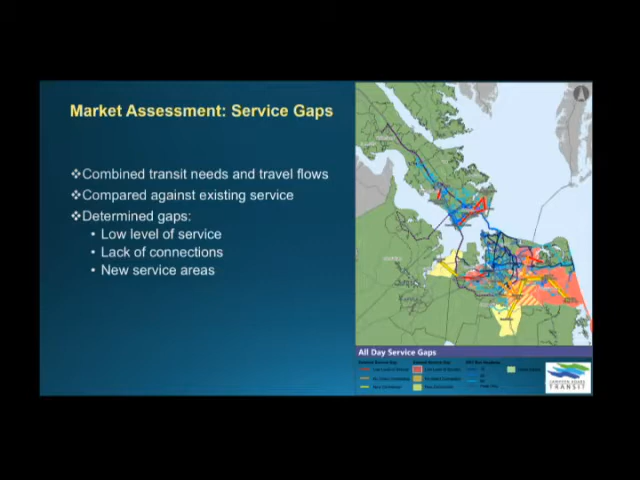 Market Assessment: Service Gaps
❖Combined transit needs and travel flows
❖Compared against existing service
❖Determined gaps:
• Low level of service
• Lack of connections
• New service areas
All Day Service Gaps
TRANSIT